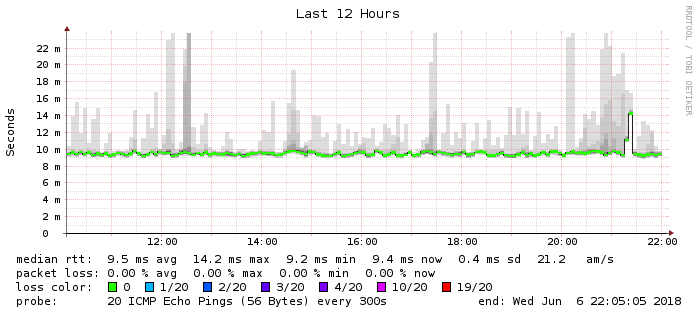 Last 12 Hours
RRDTOOL / TOBI OETIKER
Seconds
22 m
20 m
18 m
16 m
14 m
12 m
10 m
8 m
6 m
4 m
2 m
0
12:00 14:00 16:00 18:00 20:00 22:00
median rtt: 9.5 ms avg 14.2 ms max 9.2 ms min 9.4 ms now 0.4 ms sd 21.2 am/s
packet loss: 0.00 % avg 0.00 % max 0.00 % min 0.00 % now
loss color: 0 1/20 2/20 3/20 4/20 10/20 19/20
probe: 20 ICMP Echo Pings (56 Bytes) every 300s end: Wed Jun 6 22:05:05 2018